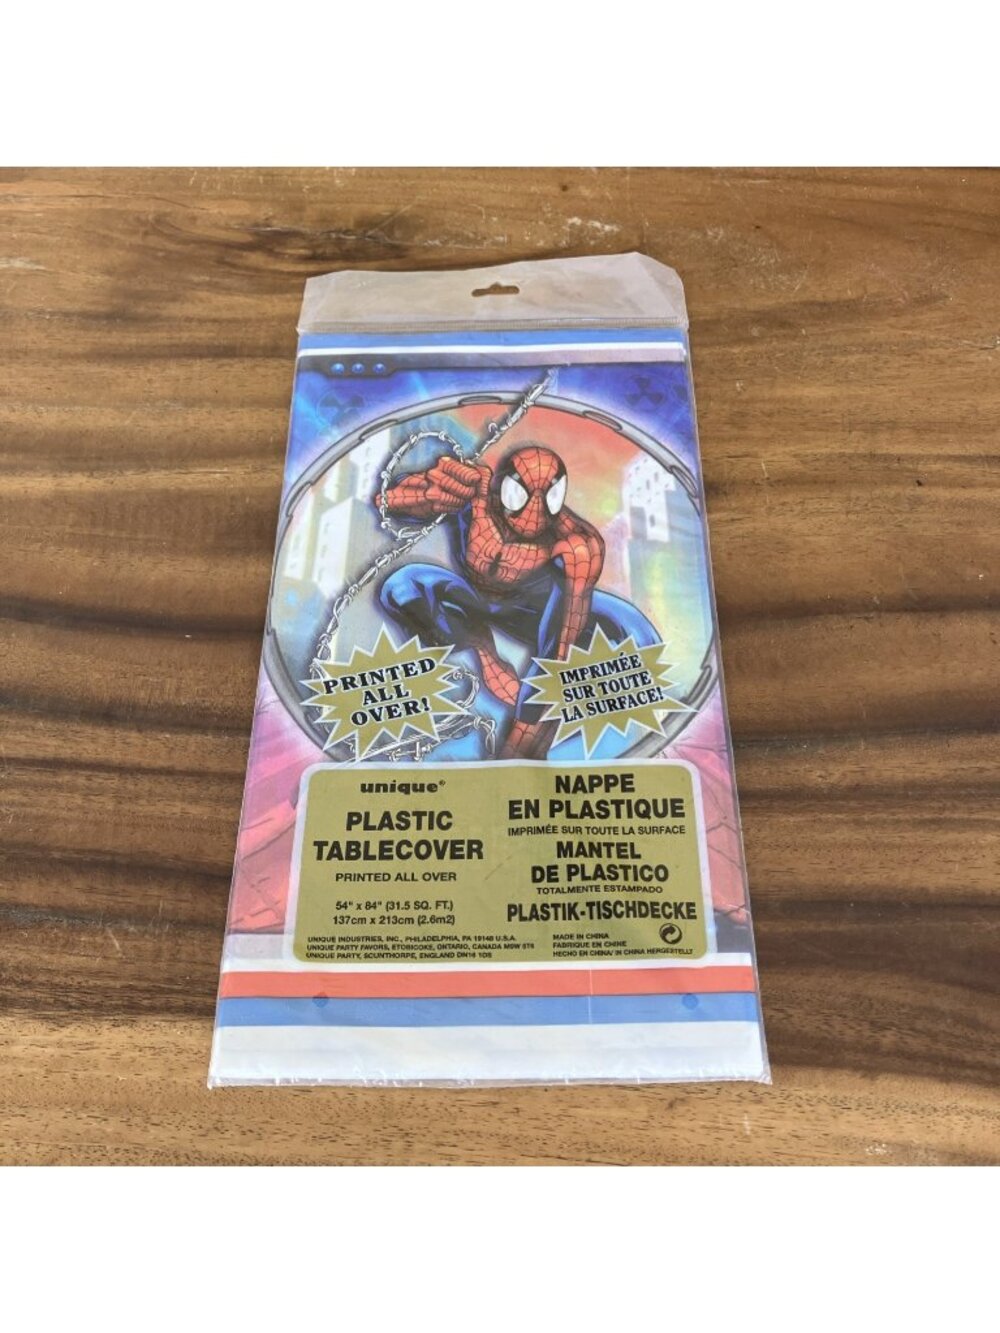 PRINTED
ALL
OVER!
IMPRIMÉE
SUR TOUTE
LA SURFACE!
unique®
PLASTIC
TABLECOVER
PRINTED ALL OVER
54" x 84" (31.5 SQ. FT.)
137cm x 213cm (2.6m2)
UNIQUE INDUSTRIES, INC., PHILADELPHIA, PA 19148 U.S.A.
UNIQUE PARTY FAVORS, ETOBICOKE, ONTARIO, CANADA M9W 5T6
UNIQUE PARTY, SCUNTHORPE, ENGLAND DN16 1DS
NAPPE
EN PLASTIQUE
IMPRIMÉE SUR TOUTE LA SURFACE
MANTEL
DE PLASTICO
TOTALMENTE ESTAMPADO
PLASTIK-TISCHDECKE
MADE IN CHINA
FABRIQUE EN CHINE
HECHO EN CHINA/ IN CHINA HERGESTELLT